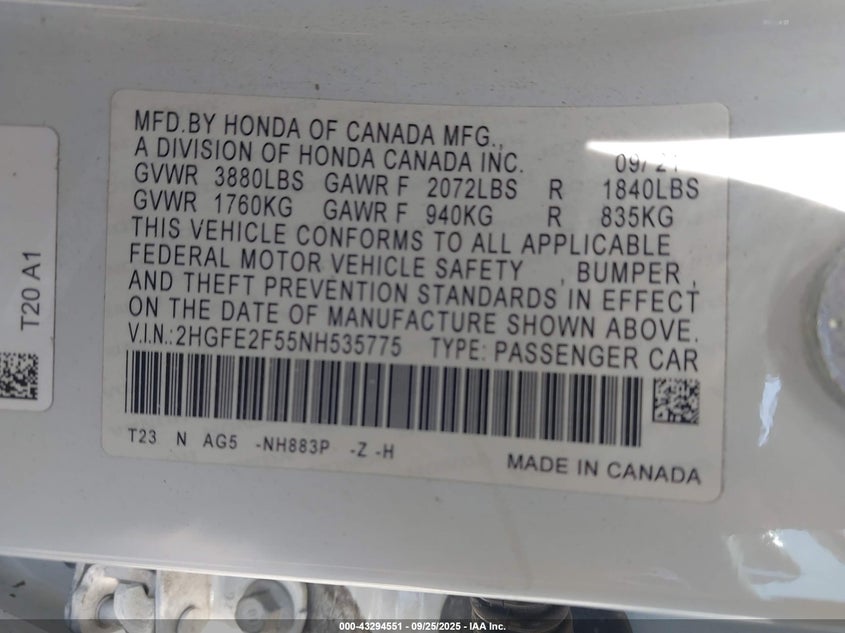 MFD.BY HONDA OF CANADA MFG.,
A DIVISION OF HONDA CANADA INC. 09/21
GVWR 3880LBS GAWR F 2072LBS R 1840LBS
GVWR 1760KG GAWR F 940KG R 835KG
THIS VEHICLE CONFORMS TO ALL APPLICABLE
FEDERAL MOTOR VEHICLE SAFETY , BUMPER ,
AND THEFT PREVENTION STANDARDS IN EFFECT
ON THE DATE OF MANUFACTURE SHOWN ABOVE.
V.I.N.:2HGFE2F55NH535775 TYPE: PASSENGER CAR
T23 N AG5 -NH883P -Z -H
MADE IN CANADA
T20 A1
000-43294551 - 09/25/2025 - IAA Inc.